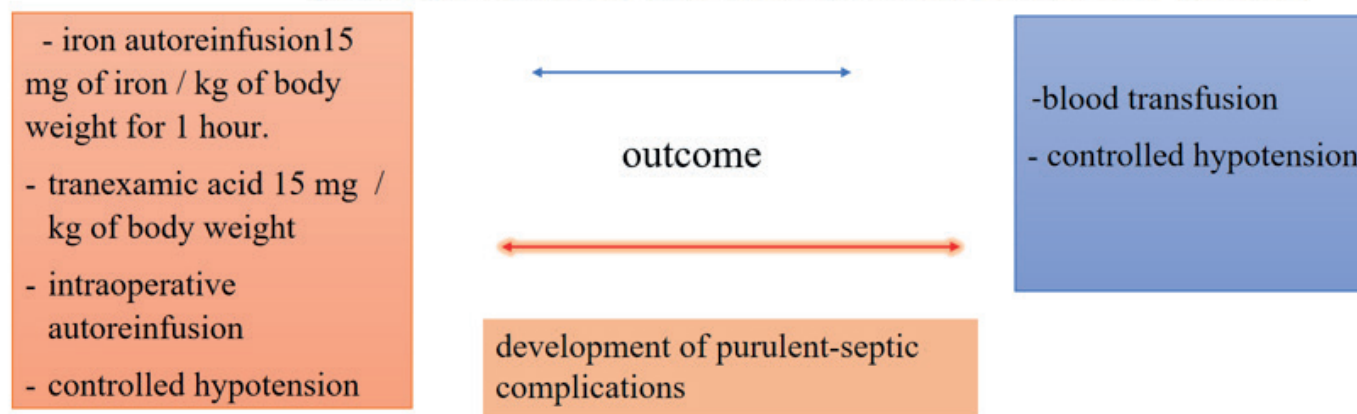 - iron autoreinfusion15
mg of iron / kg of body
weight for 1 hour.
- tranexamic acid 15 mg /
kg of body weight
- intraoperative
autoreinfusion
- controlled hypotension
outcome
development of purulent-septic
complications
-blood transfusion
- controlled hypotension